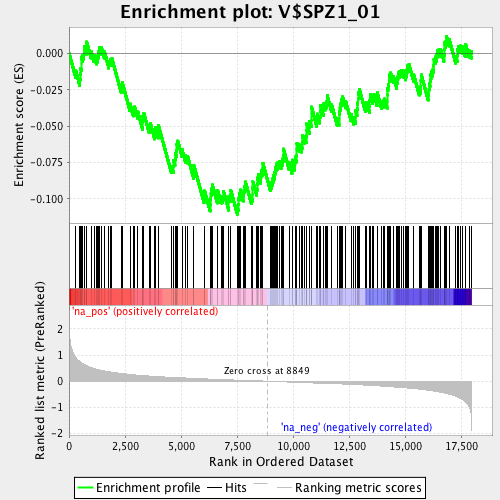 Enrichment plot: V$SPZ1_01
Enrichment score (ES)
0.000
-0.025
-0.050
-0.075
-0.100
'na_pos' (positively correlated)
Ranked list metric (PreRanked)
2
1
0
-1
-2
Zero cross at 8849
'na_neg' (negatively correlated)
0
2,500
5,000
7,500
10,000
12,500
15,000
17,500
Rank in Ordered Dataset
Enrichment profile
Hits
Ranking metric scores